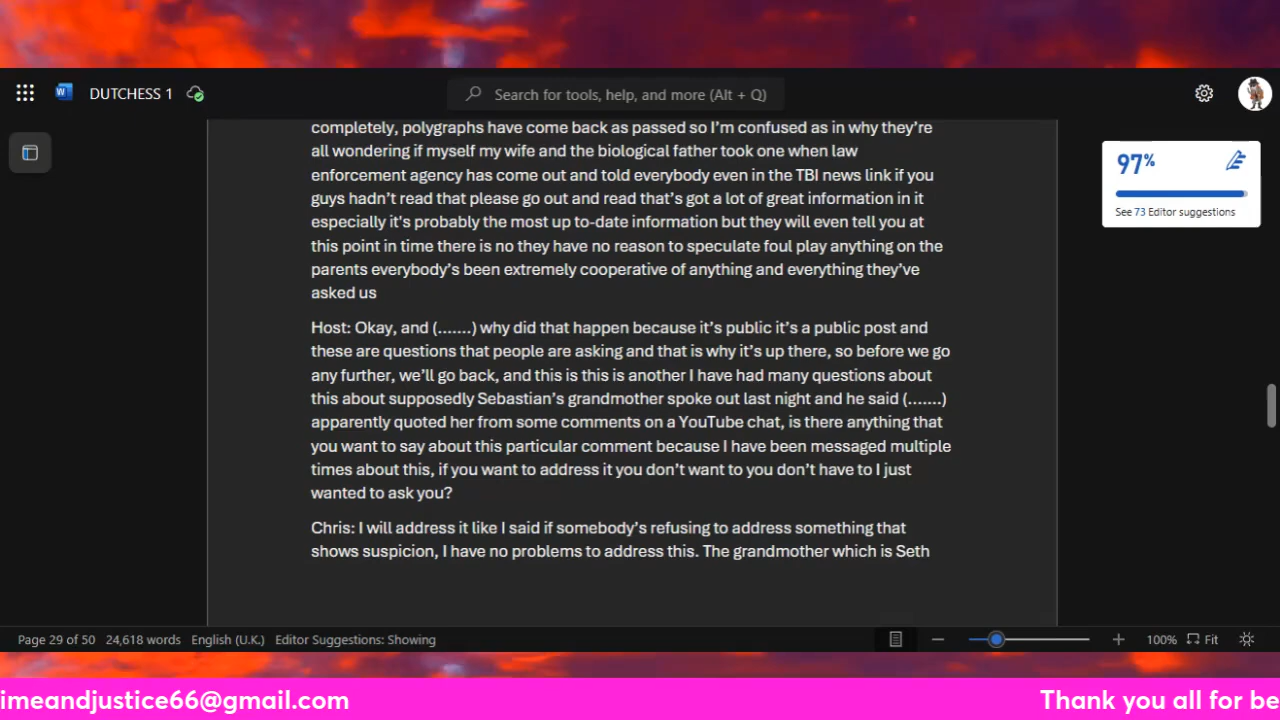 DUTCHESS 1
Search for tools, help, and more (Alt + Q)
completely, polygraphs have come back as passed so I'm confused as in why they're
all wondering if myself my wife and the biological father took one when law
enforcement agency has come out and told everybody even in the TBI news link if you
guys hadn't read that please go out and read that's got a lot of great information in it
especially it's probably the most up to-date information but they will even tell you at
this point in time there is no they have no reason to speculate foul play anything on the
parents everybody's been extremely cooperative of anything and everything they've
asked us
Host: Okay, and (.......) why did that happen because it's public it's a public post and
these are questions that people are asking and that is why it's up there, so before we go
any further, we'll go back, and this is this is another I have had many questions about
this about supposedly Sebastian's grandmother spoke out last night and he said (.......)
apparently quoted her from some comments on a YouTube chat, is there anything that
you want to say about this particular comment because I have been messaged multiple
times about this, if you want to address it you don't want to you don't have to I just
wanted to ask you?
Chris: I will address it like I said if somebody's refusing to address something that
shows suspicion, I have no problems to address this. The grandmother which is Seth
97%
See 73 Editor suggestions
Page 29 of 50 24,618 words English (U.K.) Editor Suggestions: Showing
100% Fit
imeandjustice66@gmail.com
Thank you all for be